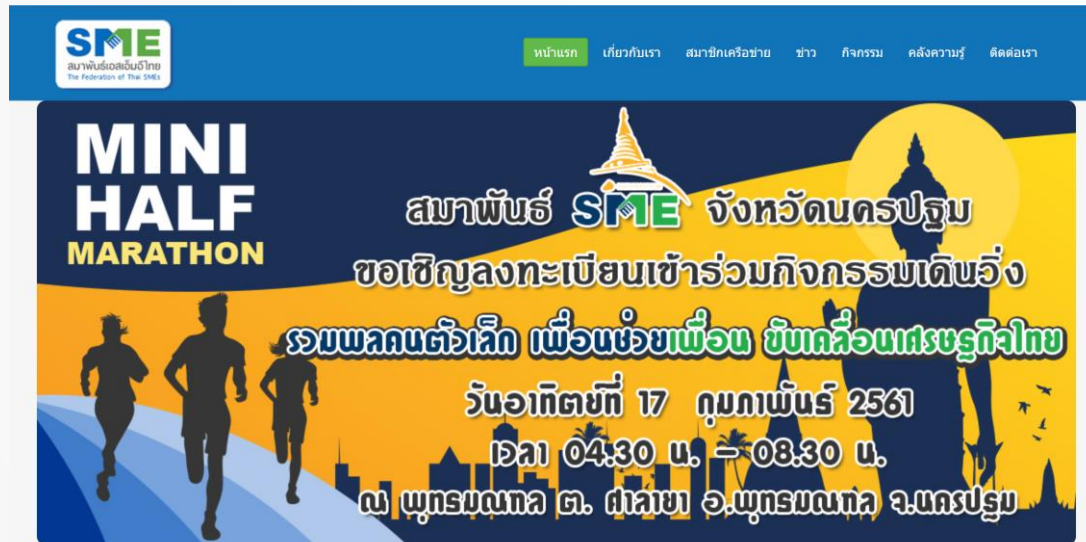 SME
สมาพันธ์เอสเอ็มอีไทย
The Federation of Thai SMEs
หน้าแรก เกี่ยวกับเรา สมาชิกเครือข่าย ข่าว กิจกรรม คลังความรู้ ติดต่อเรา
MINI
HALF
MARATHON
สมาพันธ์ SME จังหวัดนครปฐม
ขอเชิญลงทะเบียนเข้าร่วมกิจกรรมเดินวิ่ง
รวมพลคนตัวเล็ก เพื่อนช่วยเพื่อน ขับเคลื่อนเศรษฐกิจไทย
วันอาทิตย์ที่ 17 กุมภาพันธ์ 2561
เวลา 04:30 น. – 08.30 น.
ณ พุทธมณฑล ต. ศาลายา อ.พุทธมณฑล จ.นครปฐม